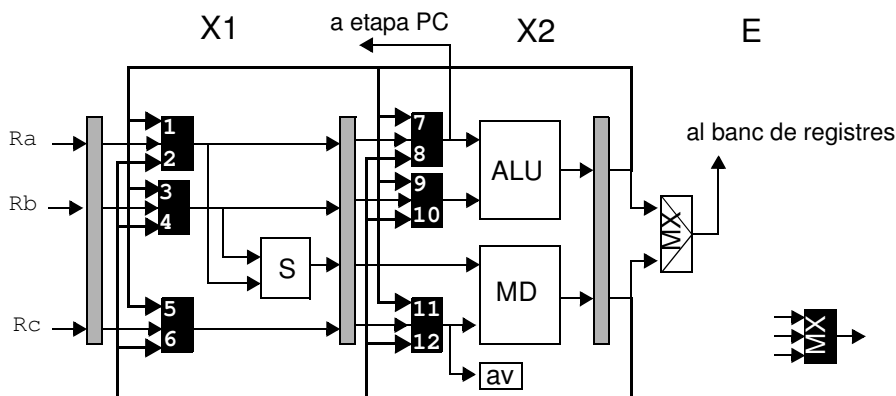 X1
a etapa PC
X2
E
Ra
1
2
7
8
al banc de registres
Rb
3
4
9
10
ALU
MX
S
MD
Rc
5
6
11
12
av
MX